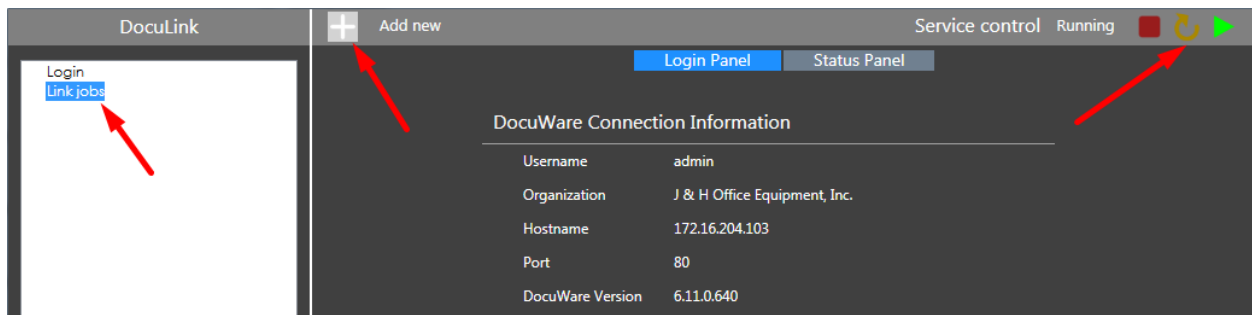 DocuLink
Add new
Service control Running
Login
Link jobs
Login Panel Status Panel
DocuWare Connection Information
Username admin
Organization J & H Office Equipment, Inc.
Hostname 172.16.204.103
Port 80
DocuWare Version 6.11.0.640